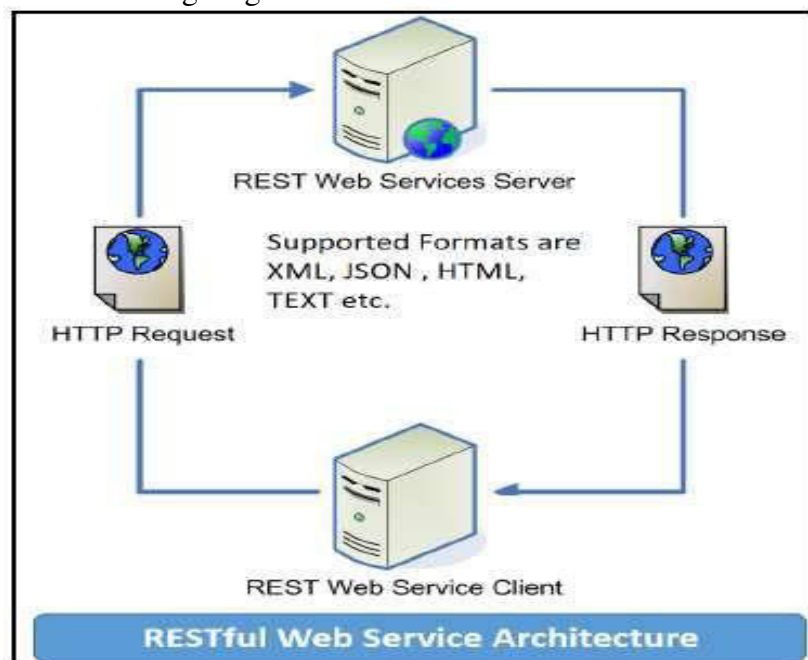 REST Web Services Server
Supported Formats are
XML, JSON , HTML,
TEXT etc.
HTTP Request
HTTP Response
REST Web Service Client
RESTful Web Service Architecture